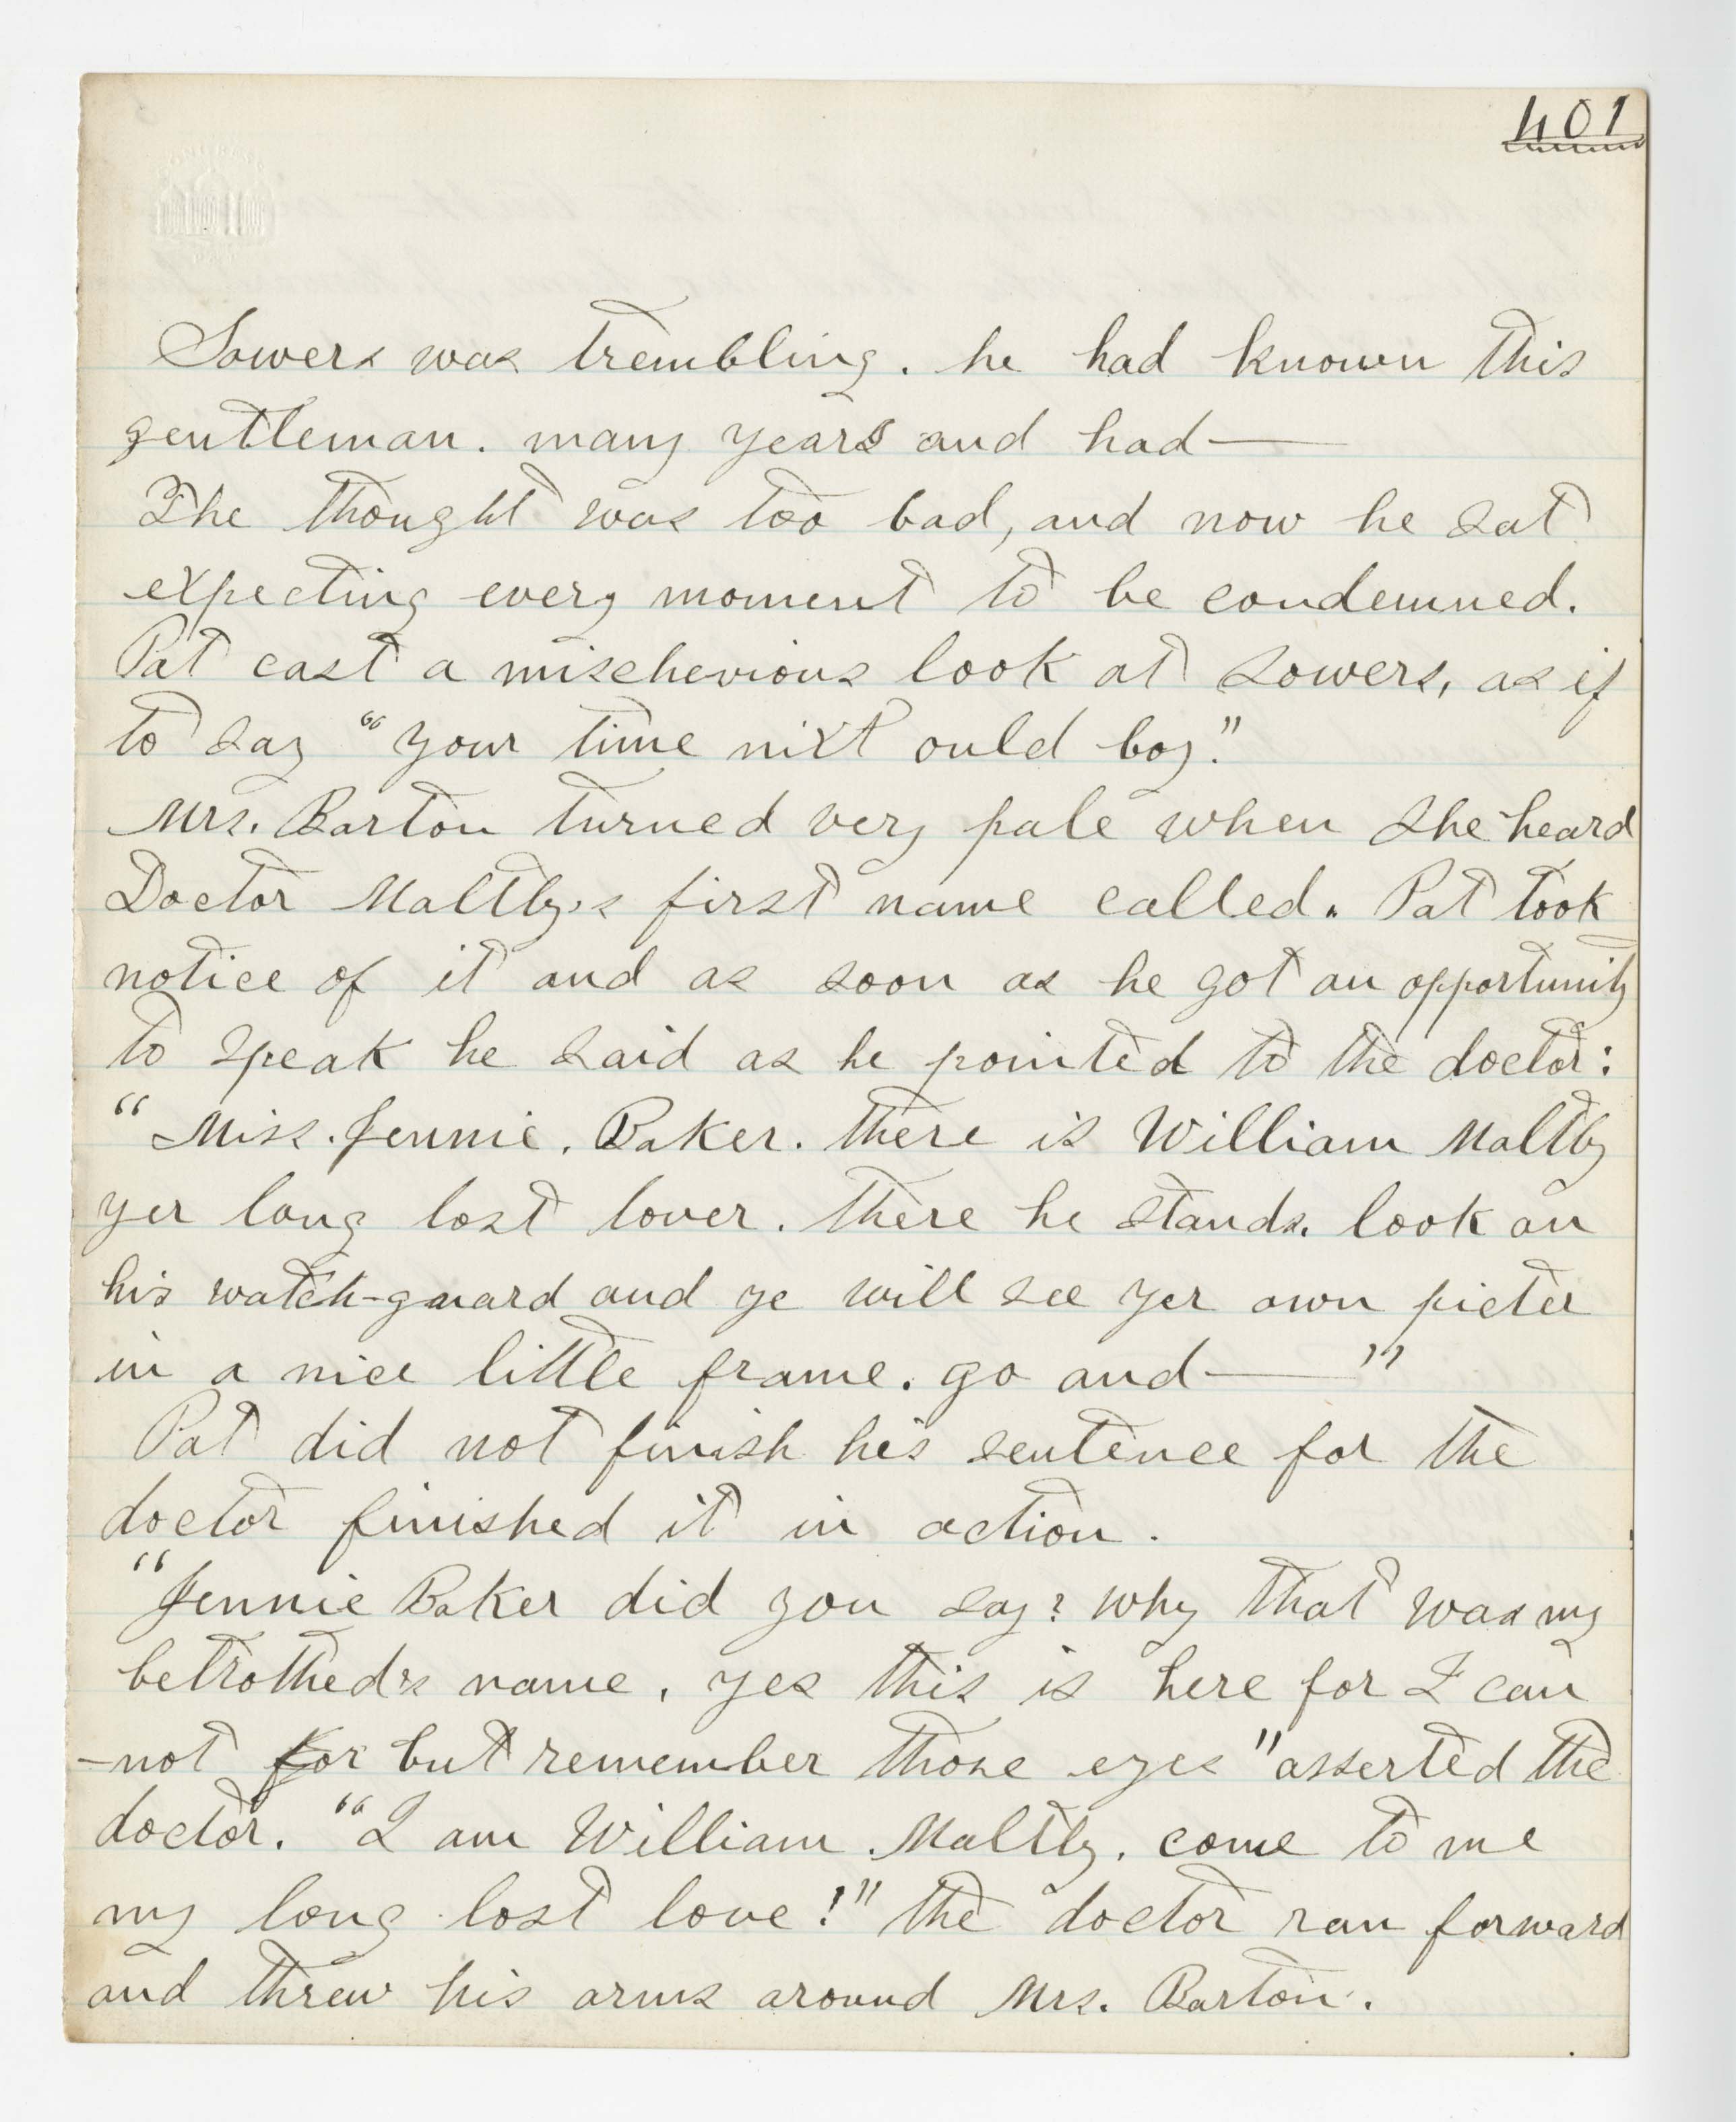 401
Sowers was trembling. he had known this
gentleman. many years and had—
The thought was too bad, and now he sat
expecting every moment to be condemned.
Pat cast a mischevious look at Sowers, as if
to say "your time nixt ould boy."
Mrs. Barton turned very pale when she heard
Doctor Maltby's first name called. Pat took
notice of it and as soon as he got an opportunity
to speak he said as he pointed to the doctor:
"Miss. Jennie. Baker. there is William Maltby
yer long lost lover. there he stands. look on
his watch-guard and ye will see yer own picter
in a nice little frame. go and—"
Pat did not finish his sentence for the
doctor finished it in action.
"Jennie Baker did you say? why that was my
betrothed's name, yes this is here for I can
-not for but remember those eyes" asserted the
doctor. "I am William Maltby. come to me
my long lost love!" the doctor ran forward
and threw his arms around Mrs. Barton.